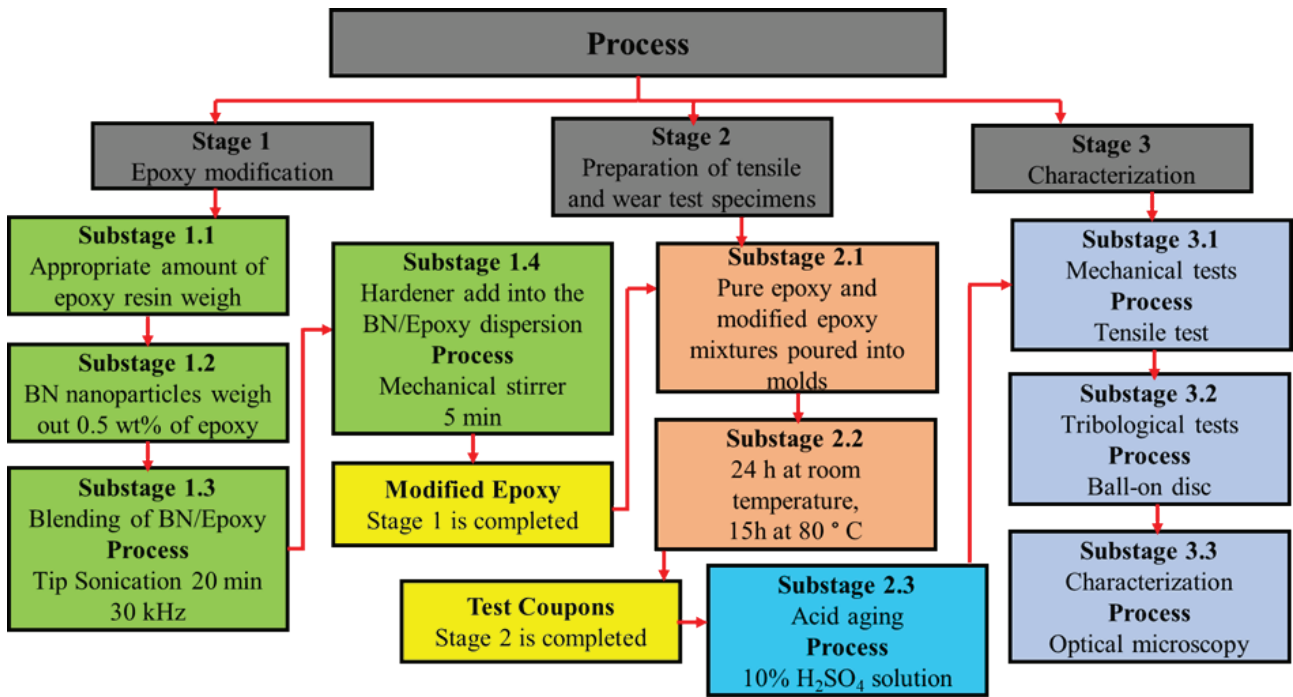 Process
Stage 1
Epoxy modification
Stage 2
Preparation of tensile
and wear test specimens
Stage 3
Characterization
Substage 1.1
Appropriate amount of
epoxy resin weigh
Substage 1.2
BN nanoparticles weigh
out 0.5 wt% of epoxy
Substage 1.3
Blending of BN/Epoxy
Process
Tip Sonication 20 min
30 kHz
Substage 1.4
Hardener add into the
BN/Epoxy dispersion
Process
Mechanical stirrer
5 min
Modified Epoxy
Stage 1 is completed
Substage 2.1
Pure epoxy and
modified epoxy
mixtures poured into
molds
Substage 2.2
24 h at room
temperature,
15h at 80 ° C
Test Coupons
Stage 2 is completed
Substage 2.3
Acid aging
Process
10% H₂SO₄ solution
Substage 3.1
Mechanical tests
Process
Tensile test
Substage 3.2
Tribological tests
Process
Ball-on disc
Substage 3.3
Characterization
Process
Optical microscopy